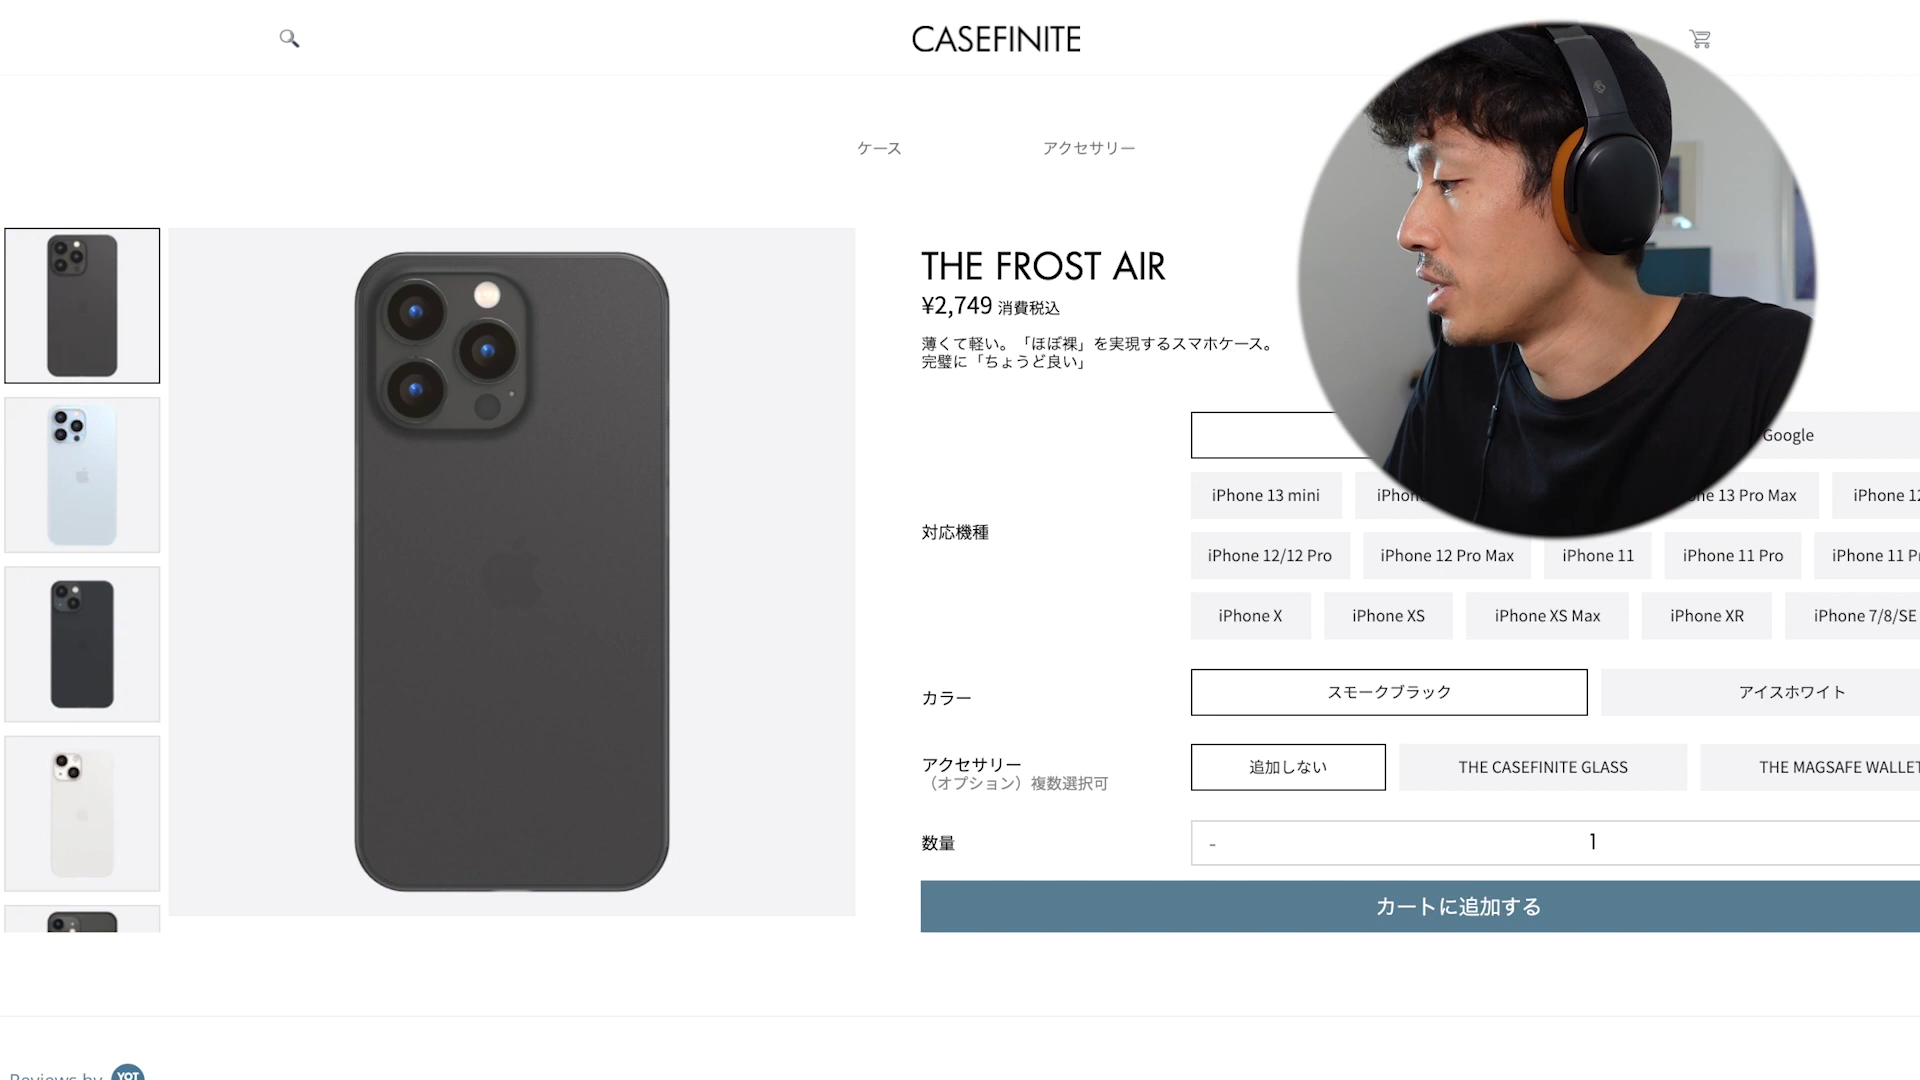 CASEFINITE
ケース
アクセサリー
THE FROST AIR
¥2,749 消費税込
薄くて軽い。「ほぼ裸」を実現するスマホケース。
完璧に「ちょうど良い」
Google
対応機種
iPhone 13 mini
13 Pro Max
iPhone 12/12 Pro
iPhone 12 Pro Max
iPhone 11
iPhone 11 Pro
iPhone X
iPhone XS
iPhone XS Max
iPhone XR
iPhone 7/8/SE
カラー
スモークブラック
アイスホワイト
アクセサリー
（オプション）複数選択可
追加しない
THE CASEFINITE GLASS
THE MAGSAFE WALLET
数量
-
1
カートに追加する
Reviews by